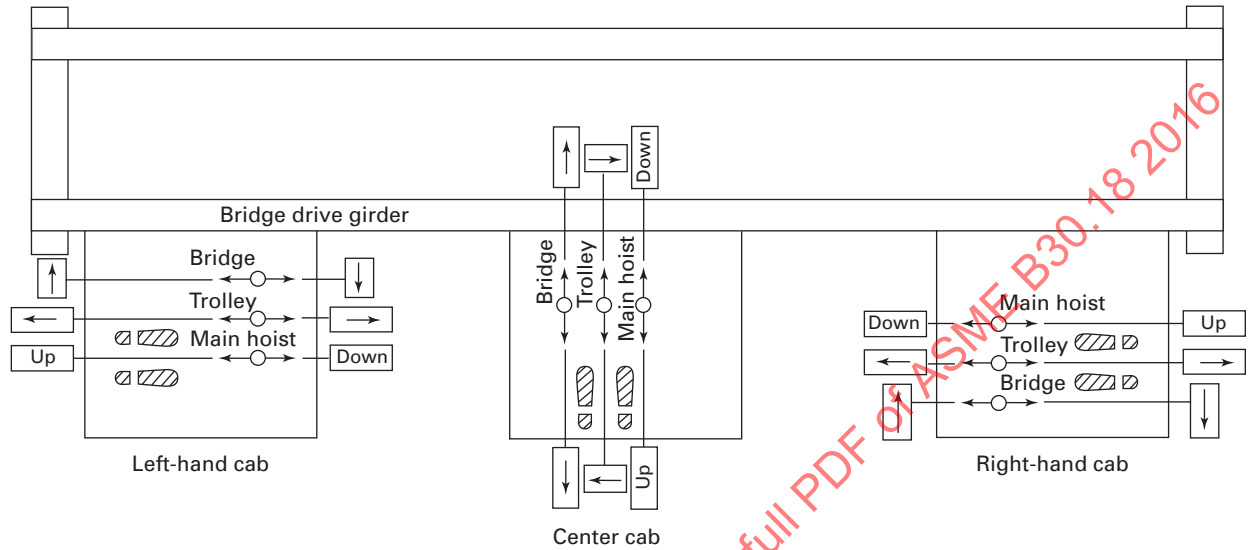 Bridge drive girder
Bridge
Trolley
Main hoist
Up
Down
Left-hand cab
Down
Bridge
Trolley
Main hoist
Up
Center cab
Main hoist
Down
Up
Trolley
Bridge
Right-hand cab
full PDF of ASME B30.18 2016